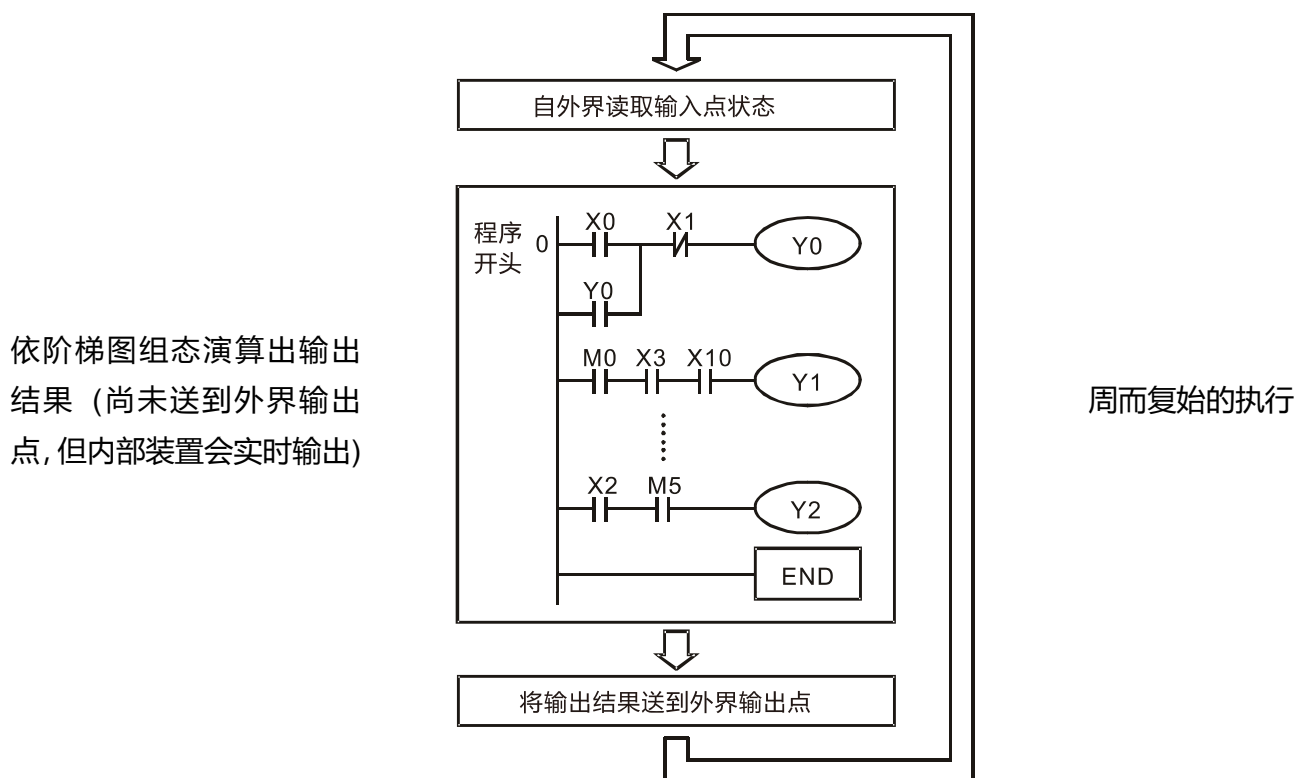 自外界读取输入点状态
程序
开头
0
X0
X1
Y0
Y0
M0
X3
X10
Y1
X2
M5
Y2
END
依阶梯图组态演算出输出
结果（尚未送到外界输出
点,但内部装置会实时输出)
周而复始的执行
将输出结果送到外界输出点